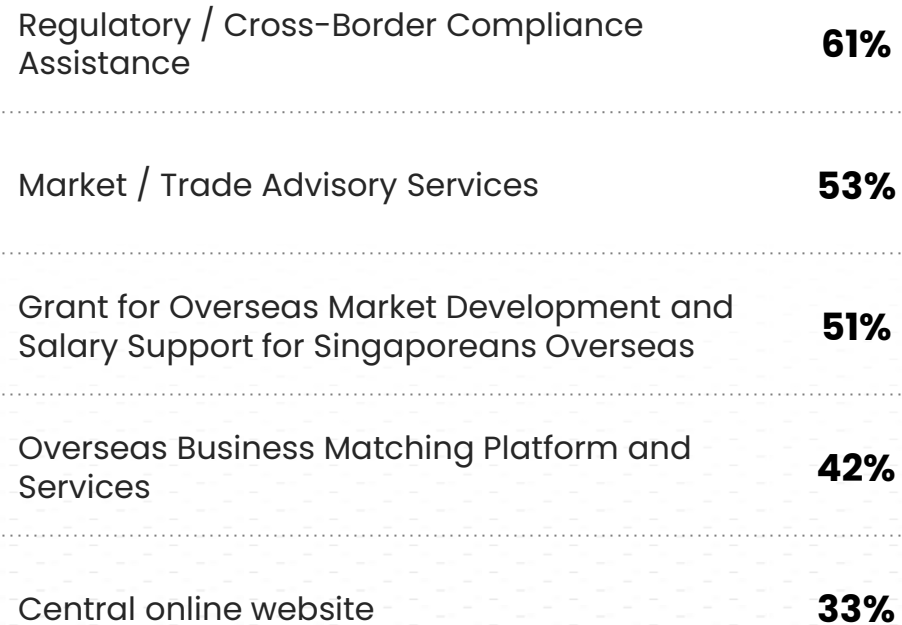 Regulatory / Cross-Border Compliance
Assistance
61%
Market / Trade Advisory Services
53%
Grant for Overseas Market Development and
Salary Support for Singaporeans Overseas
51%
Overseas Business Matching Platform and
Services
42%
Central online website
33%